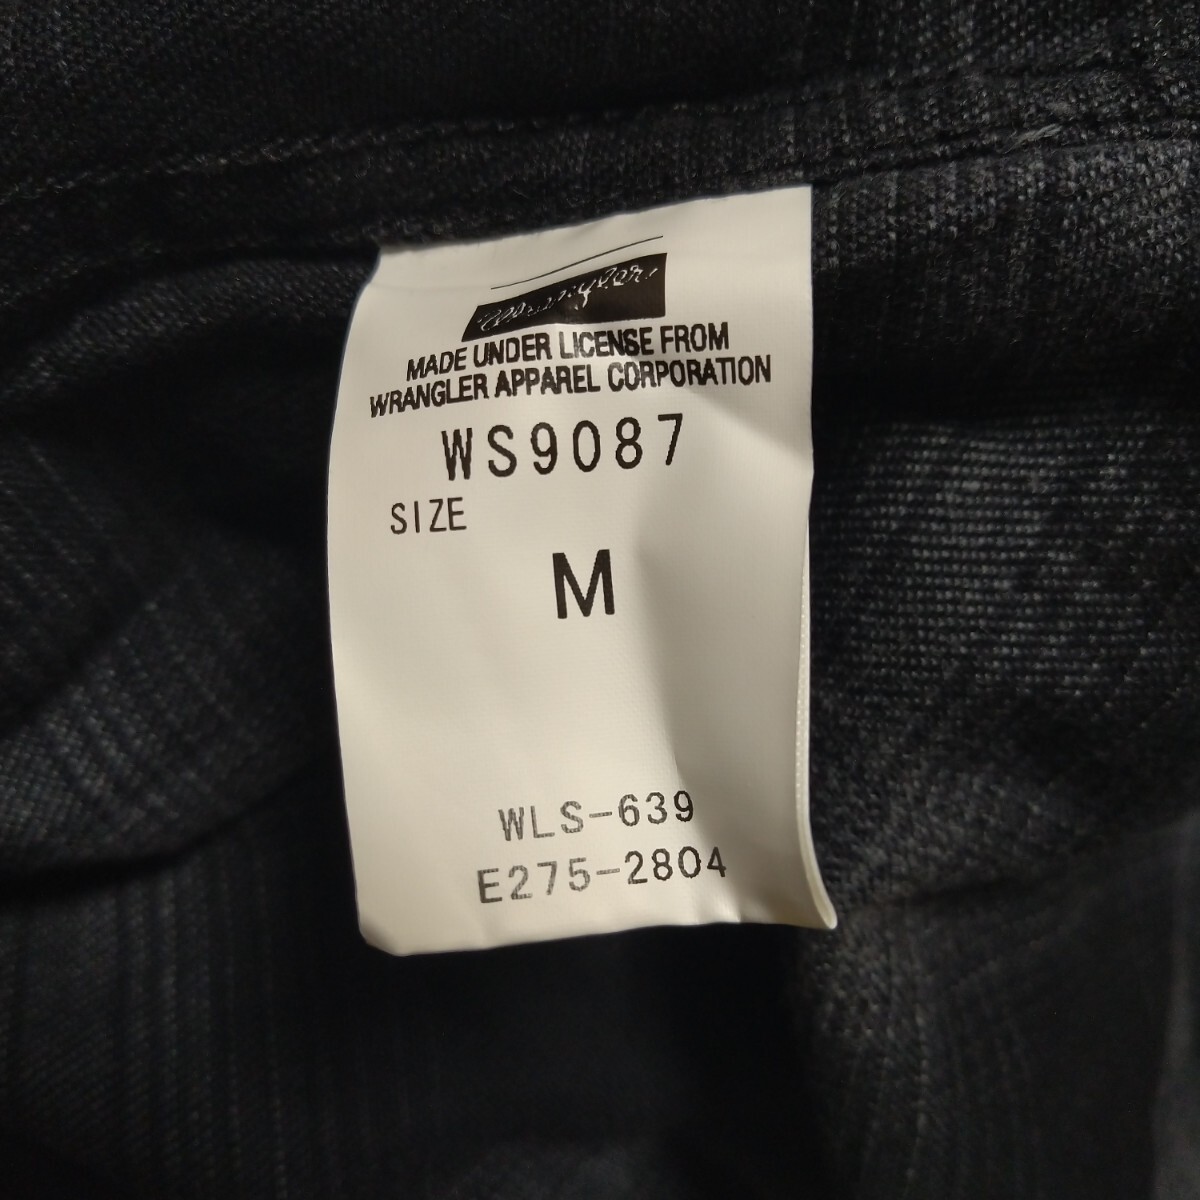 Wrangler
MADE UNDER LICENSE FROM
WRANGLER APPAREL CORPORATION
WS9087
SIZE
M
WLS-639
E275-2804